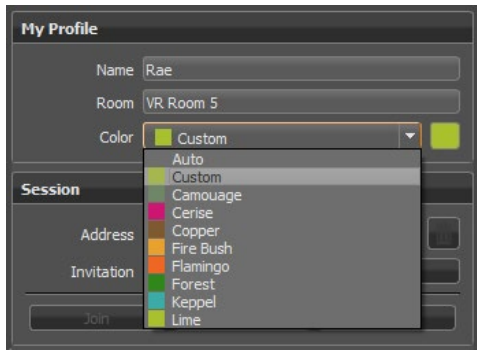 My Profile
Name Rae
Room VR Room 5
Color Custom
Auto
Custom
Camouage
Session
Cerise
Address
Copper
Fire Bush
Invitation
Flamingo
Forest
Keppel
Join
Lime